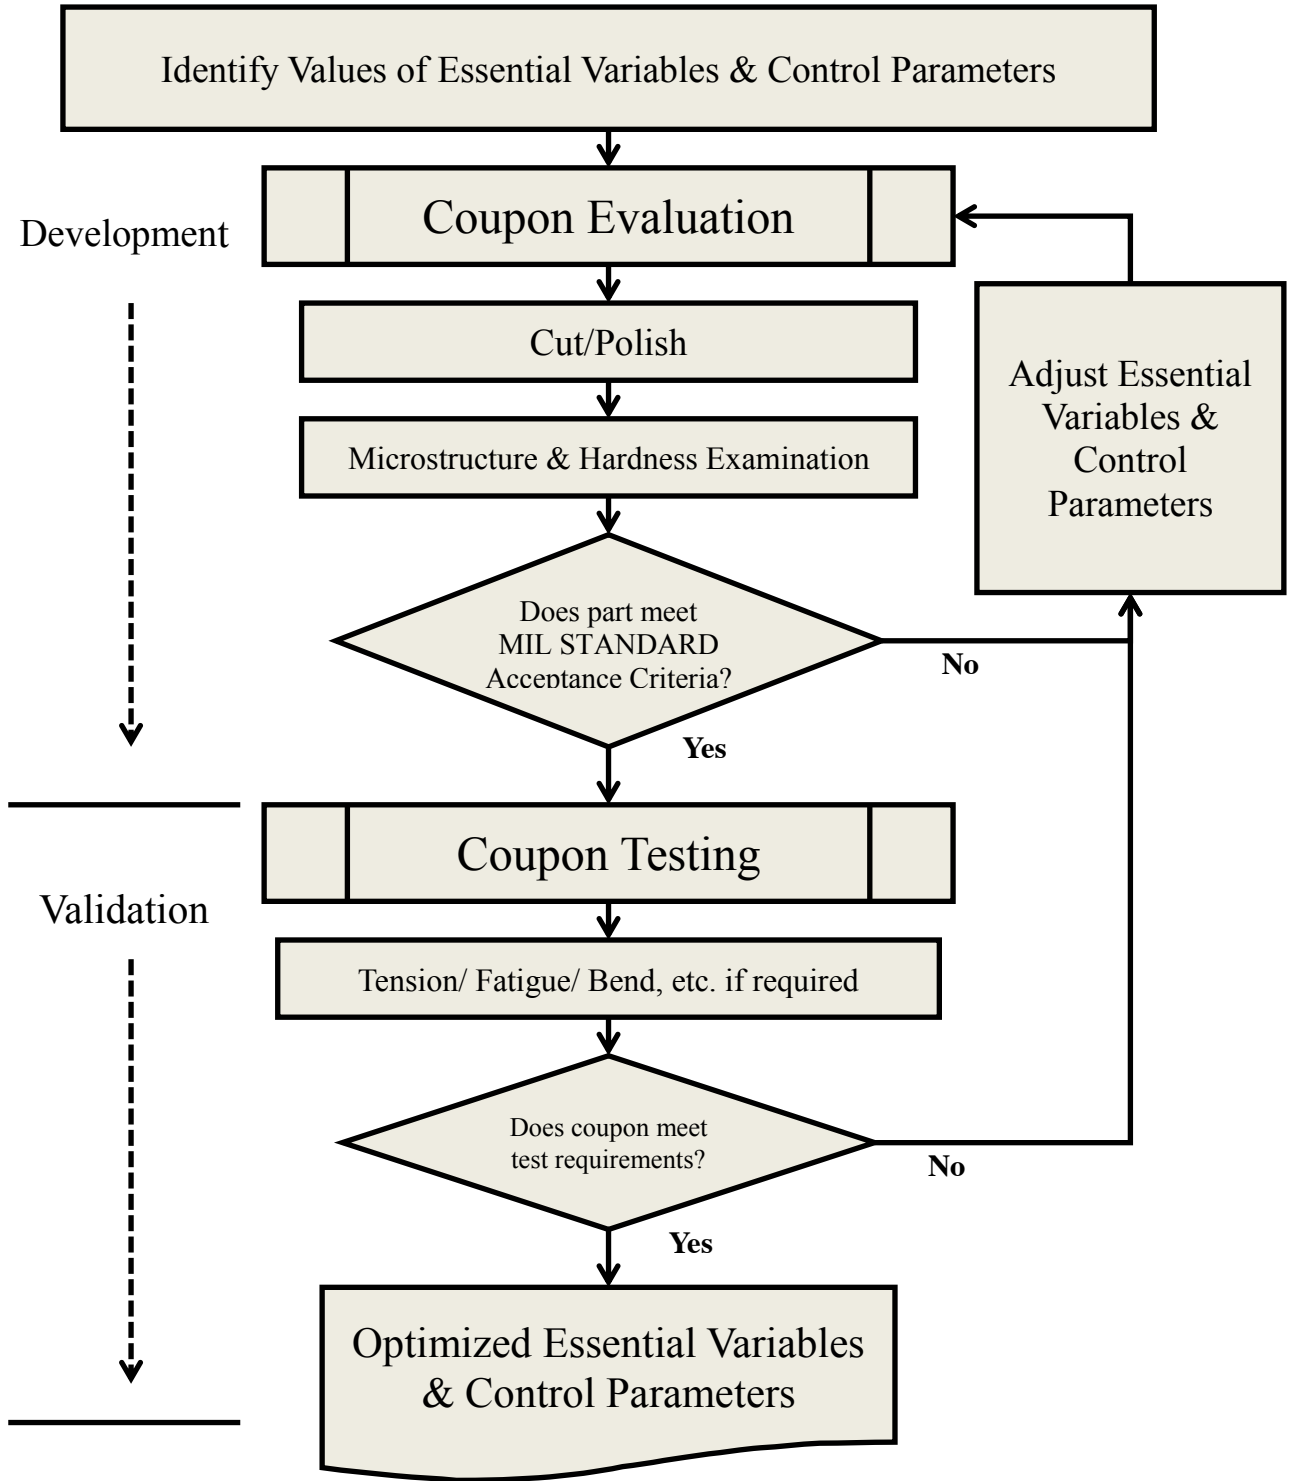 Identify Values of Essential Variables & Control Parameters
Development
Coupon Evaluation
Cut/Polish
Adjust Essential
Variables &
Control
Parameters
Microstructure & Hardness Examination
Does part meet
MIL STANDARD
Acceptance Criteria?
No
Yes
Coupon Testing
Validation
Tension/ Fatigue/ Bend, etc. if required
Does coupon meet
test requirements?
No
Yes
Optimized Essential Variables
& Control Parameters